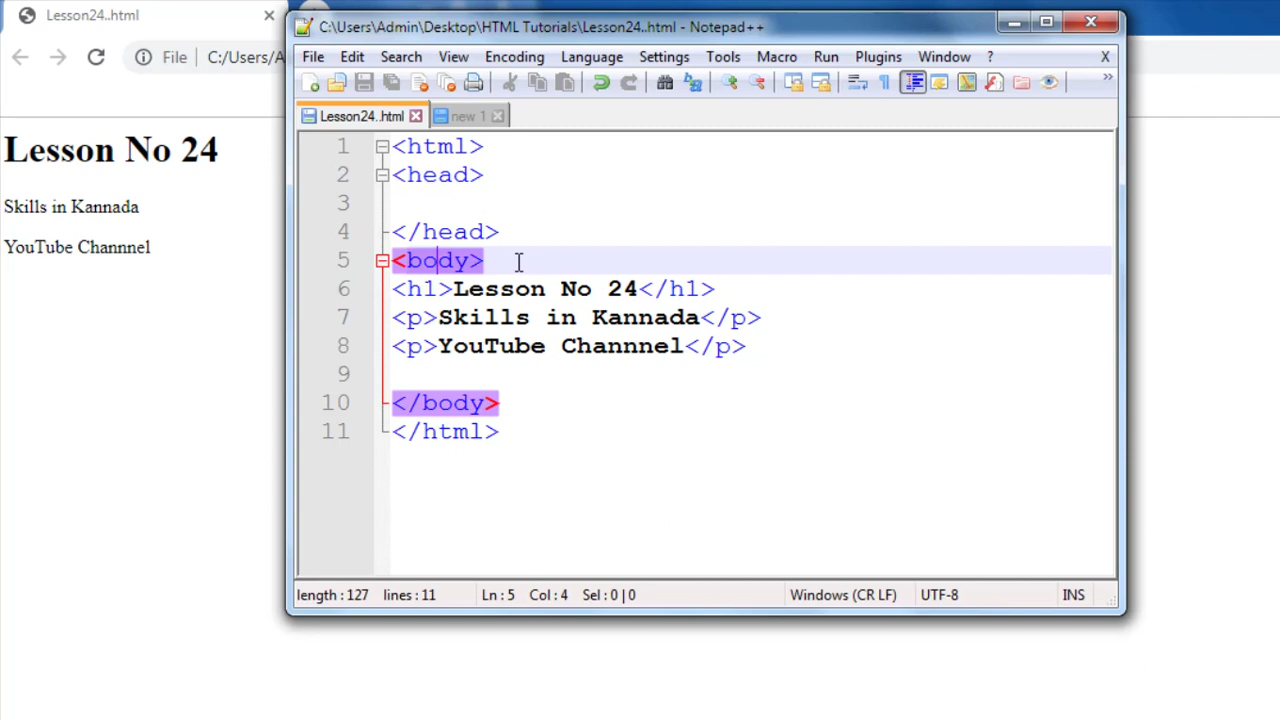 Lesson24..html
File
C:/Users/A
Lesson No 24
Skills in Kannada
YouTube Channnel
C:\Users\Admin\Desktop\HTML Tutorials\Lesson24..html - Notepad++
File Edit Search View Encoding Language Settings Tools Macro Run Plugins Window ? X
Lesson24..html new 1
1 <html>
2 <head>
3
4 </head>
5 <body>
6 <h1>Lesson No 24</h1>
7 <p>Skills in Kannada</p>
8 <p>YouTube Channnel</p>
9
10 </body>
11 </html>
length : 127 lines : 11 Ln : 5 Col : 4 Sel : 0 | 0 Windows (CR LF) UTF-8 INS